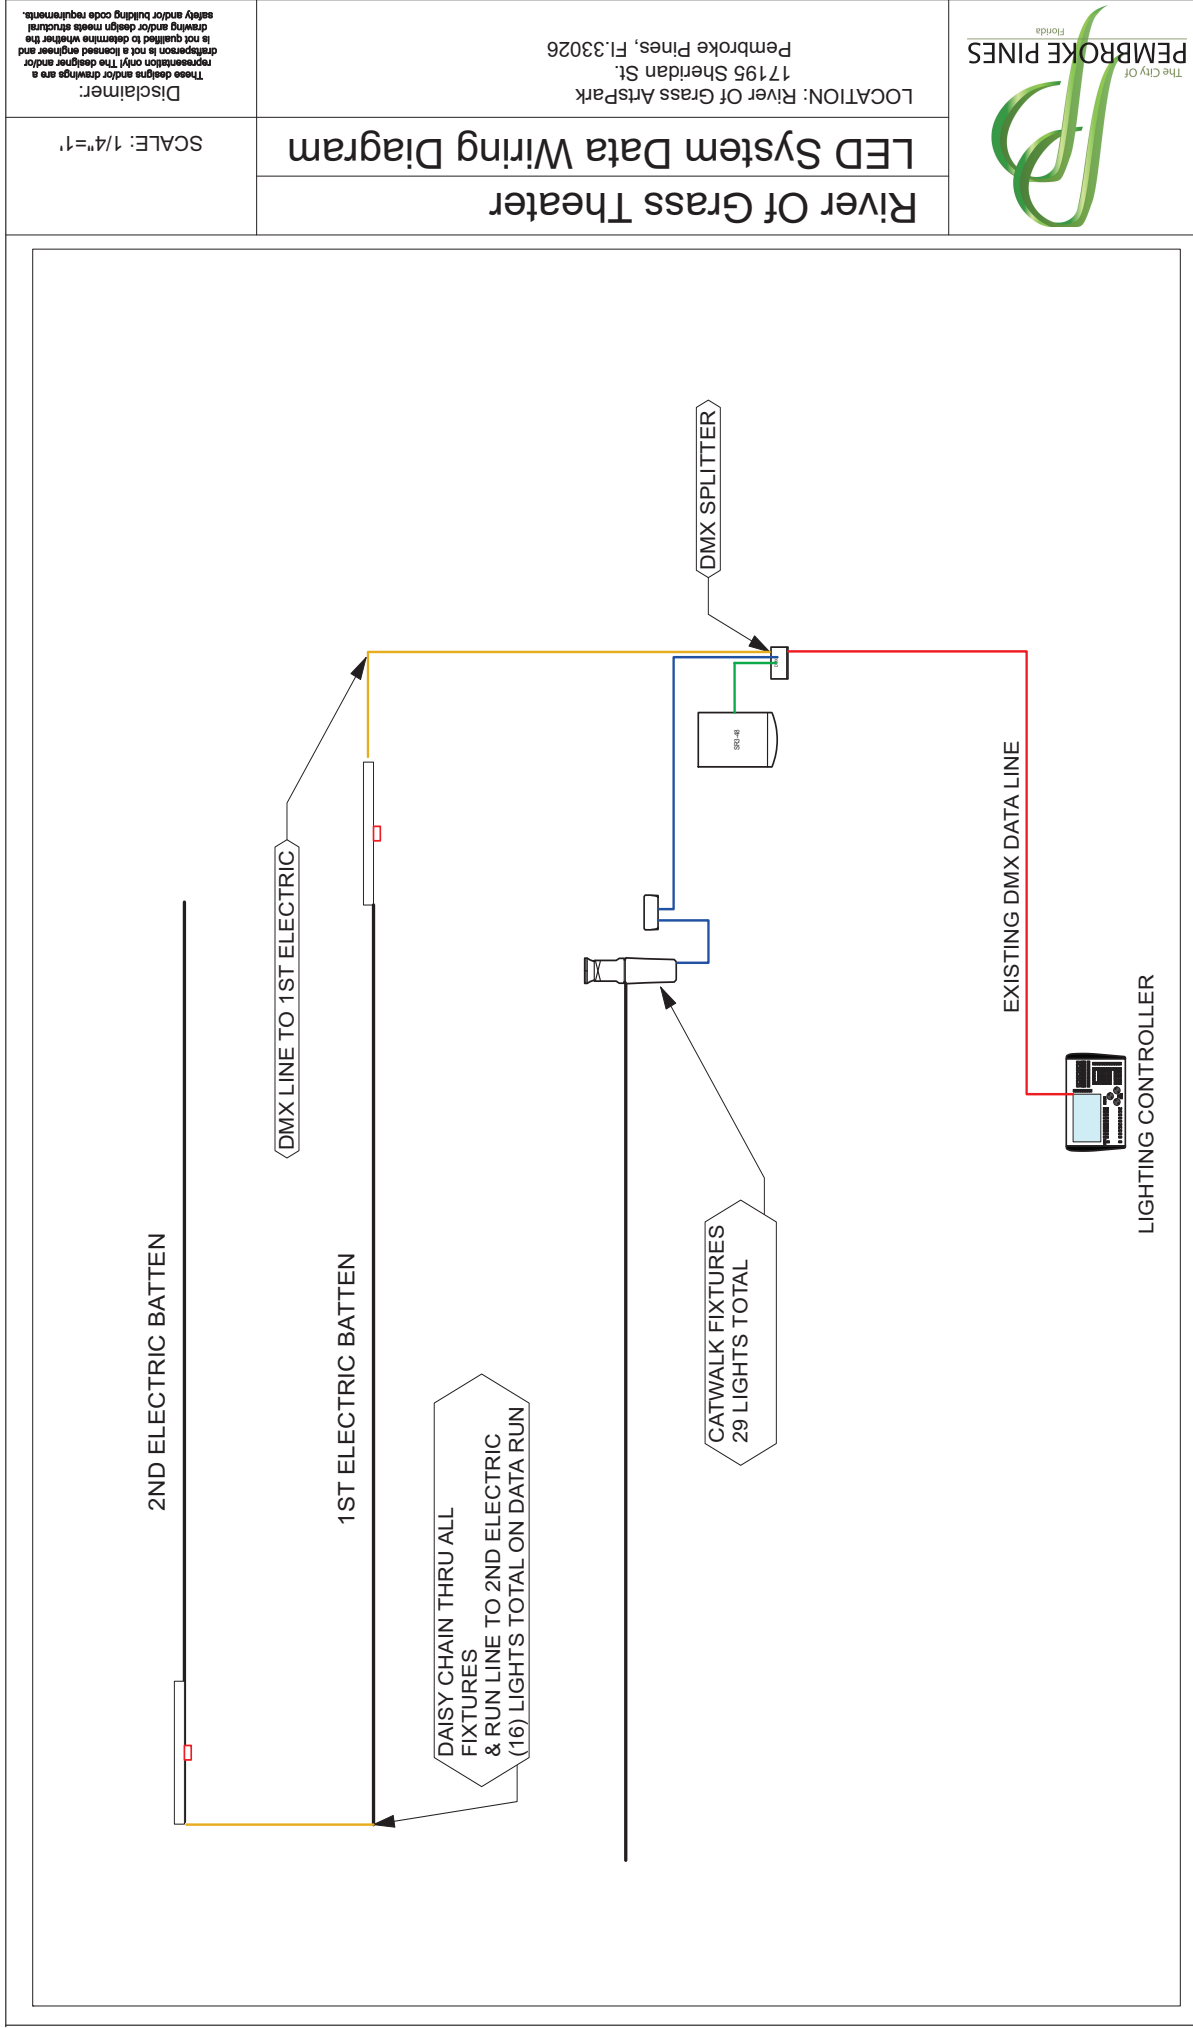 2ND ELECTRIC BATTEN
DMX LINE TO 1ST ELECTRIC
1ST ELECTRIC BATTEN
DAISY CHAIN THRU ALL
FIXTURES
& RUN LINE TO 2ND ELECTRIC
(16) LIGHTS TOTAL ON DATA RUN
DMX SPLITTER
SR3-48
CATWALK FIXTURES
29 LIGHTS TOTAL
EXISTING DMX DATA LINE
LIGHTING CONTROLLER
The City Of
PEMBROKE PINES
Florida
River Of Grass Theater
LED System Data Wiring Diagram
LOCATION: River Of Grass ArtsPark
17195 Sheridan St.
Pembroke Pines, Fl.33026
SCALE: 1/4"=1'
Disclaimer:
These designs and/or drawings are a
representation only! The designer and/or
draftsperson is not a licensed engineer and
is not qualified to determine whether the
drawing and/or design meets structural
safety and/or building code requirements.